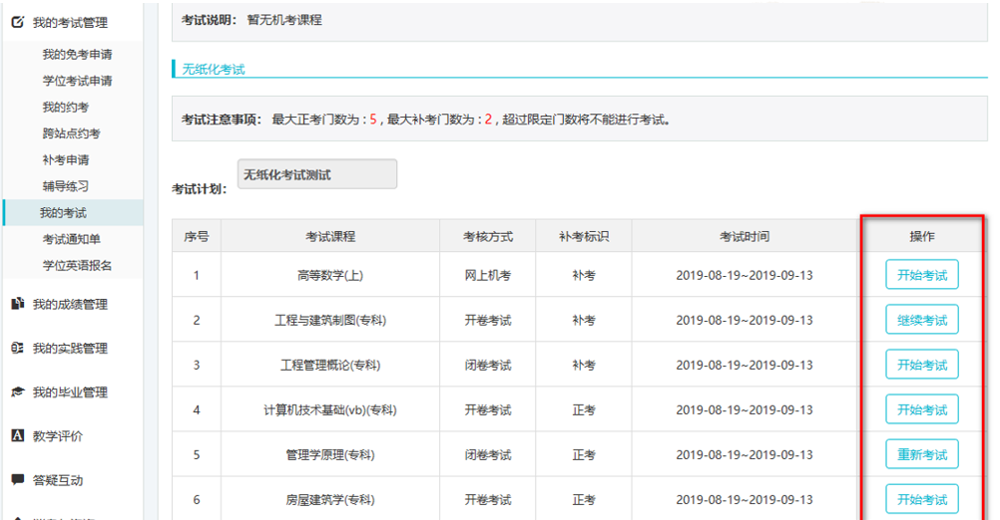 我的考试管理
我的免考申请
学位考试申请
我的约考
跨站点约考
补考申请
辅导练习
我的考试
考试通知单
学位英语报名
我的成绩管理
我的实践管理
我的毕业管理
教学评价
答疑互动
考试说明： 暂无机考课程
无纸化考试
考试注意事项： 最大正考门数为：5，最大补考门数为：2，超过限定门数将不能进行考试。
考试计划： 无纸化考试测试
序号 考试课程 考核方式 补考标识 考试时间 操作
1 高等数学(上) 网上机考 补考 2019-08-19~2019-09-13 开始考试
2 工程与建筑制图(专科) 开卷考试 补考 2019-08-19~2019-09-13 继续考试
3 工程管理概论(专科) 闭卷考试 补考 2019-08-19~2019-09-13 开始考试
4 计算机技术基础(vb)(专科) 开卷考试 正考 2019-08-19~2019-09-13 开始考试
5 管理学原理(专科) 闭卷考试 正考 2019-08-19~2019-09-13 重新考试
6 房屋建筑学(专科) 开卷考试 正考 2019-08-19~2019-09-13 开始考试